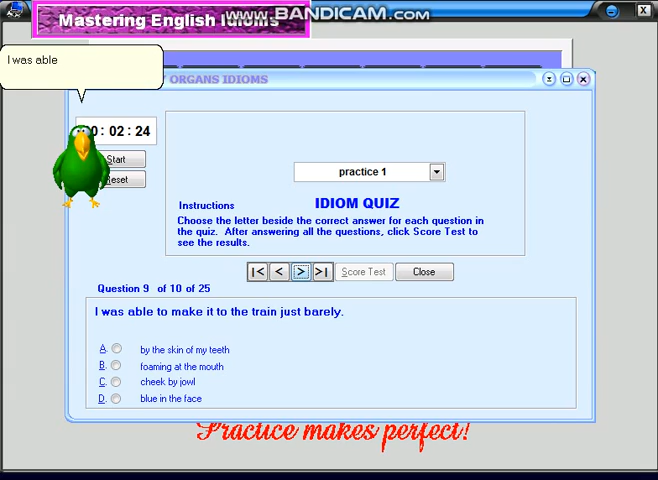 Mastering English Idioms
www.BANDICAM.com
I was able
ORGANS IDIOMS
0 : 02 : 24
Start
Reset
practice 1
Instructions
IDIOM QUIZ
Choose the letter beside the correct answer for each question in
the quiz. After answering all the questions, click Score Test to
see the results.
|< < > >| Score Test Close
Question 9 of 10 of 25
I was able to make it to the train just barely.
A. by the skin of my teeth
B. foaming at the mouth
C. cheek by jowl
D. blue in the face
Practice makes perfect!